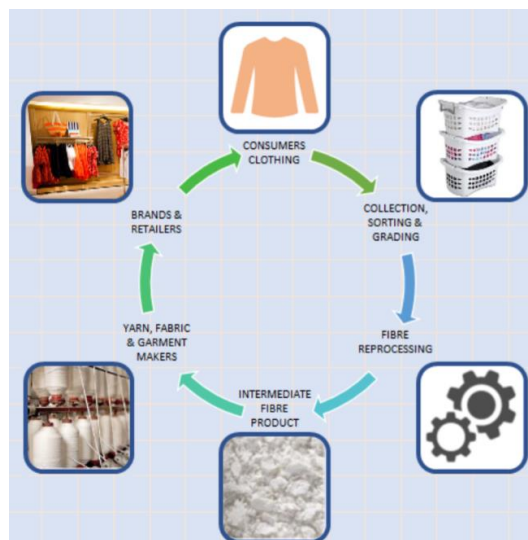 CONSUMERS
CLOTHING
COLLECTION,
SORTING &
GRADING
FIBRE
REPROCESSING
INTERMEDIATE
FIBRE
PRODUCT
YARN, FABRIC
& GARMENT
MAKERS
BRANDS &
RETAILERS